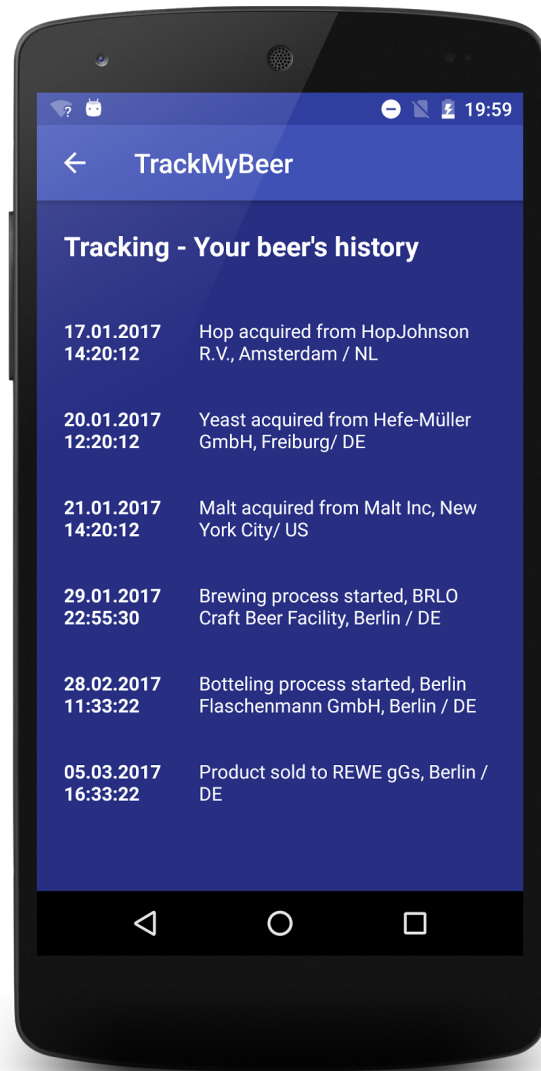 19:59
TrackMyBeer
Tracking - Your beer's history
17.01.2017 Hop acquired from HopJohnson
14:20:12 R.V., Amsterdam / NL
20.01.2017 Yeast acquired from Hefe-Müller
12:20:12 GmbH, Freiburg/ DE
21.01.2017 Malt acquired from Malt Inc, New
14:20:12 York City/ US
29.01.2017 Brewing process started, BRLO
22:55:30 Craft Beer Facility, Berlin / DE
28.02.2017 Botteling process started, Berlin
11:33:22 Flaschenmann GmbH, Berlin / DE
05.03.2017 Product sold to REWE gGs, Berlin /
16:33:22 DE